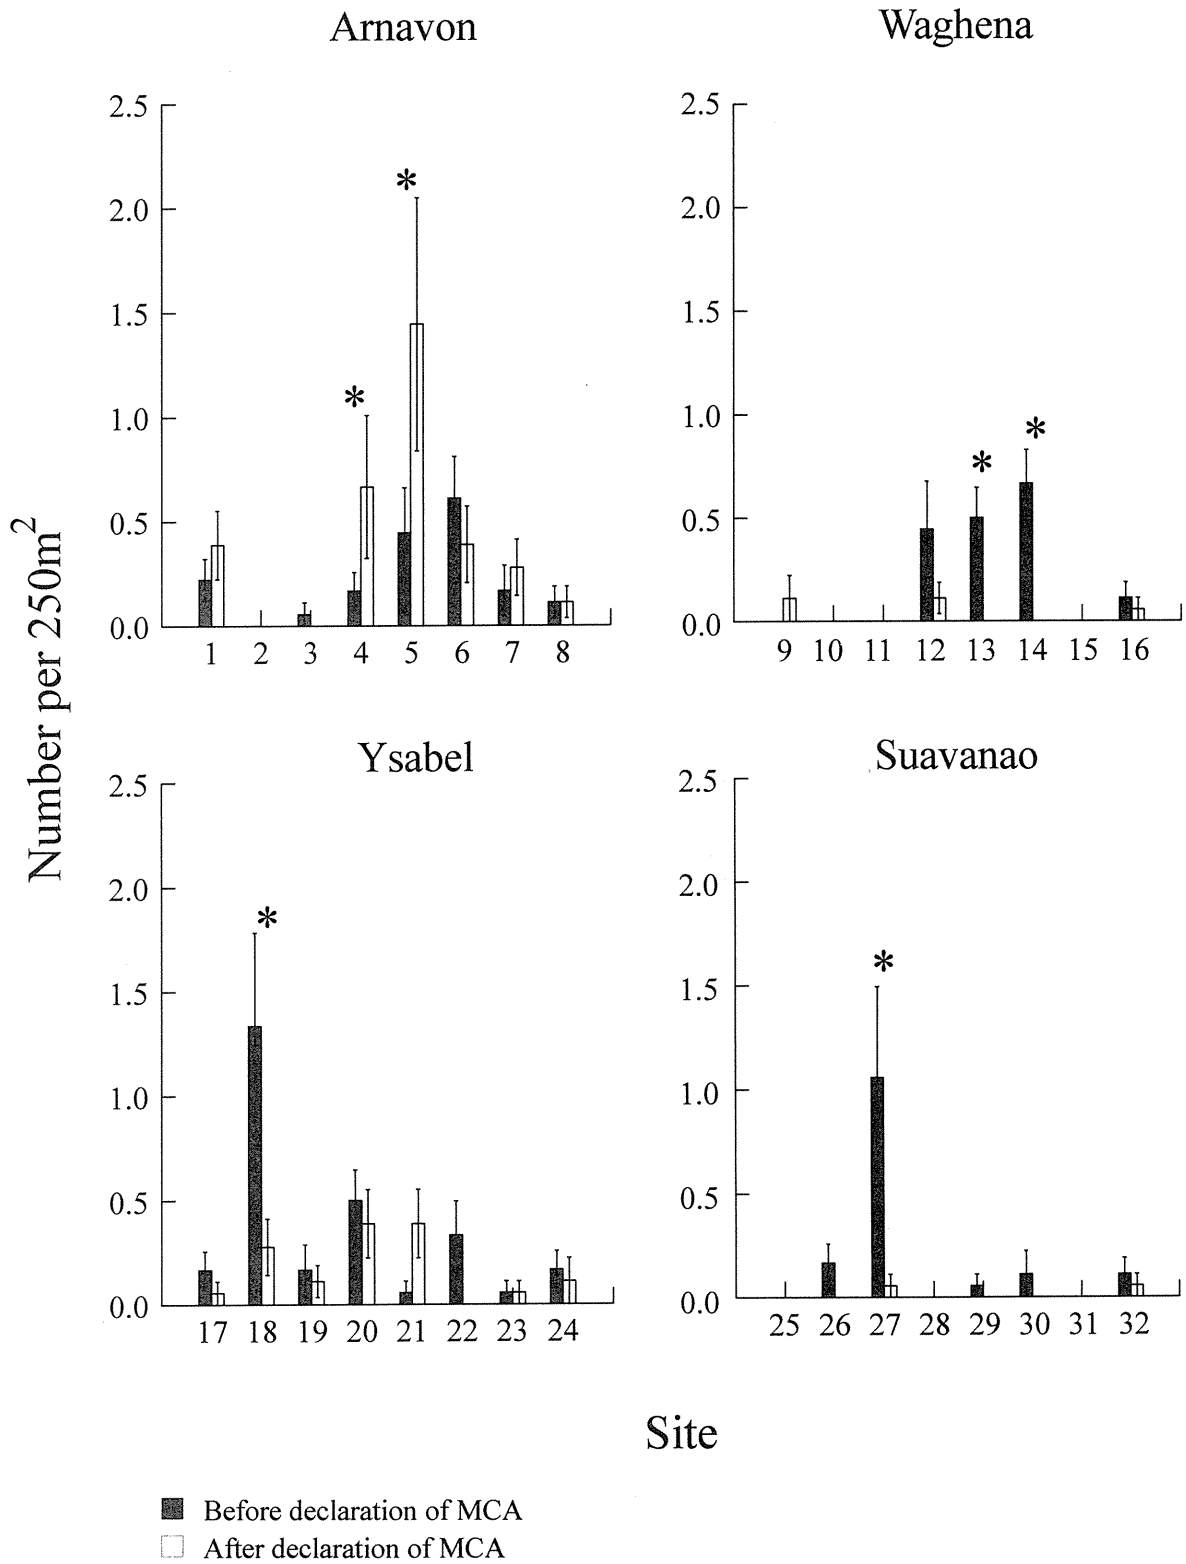 Arnavon
Waghena
2.5
2.0
1.5
1.0
0.5
0.0
*
*
1 2 3 4 5 6 7 8
2.5
2.0
1.5
1.0
0.5
0.0
*
*
9 10 11 12 13 14 15 16
Number per 250m²
Ysabel
Suavanao
2.5
2.0
1.5
1.0
0.5
0.0
*
17 18 19 20 21 22 23 24
2.5
2.0
1.5
1.0
0.5
0.0
*
25 26 27 28 29 30 31 32
Site
Before declaration of MCA
After declaration of MCA